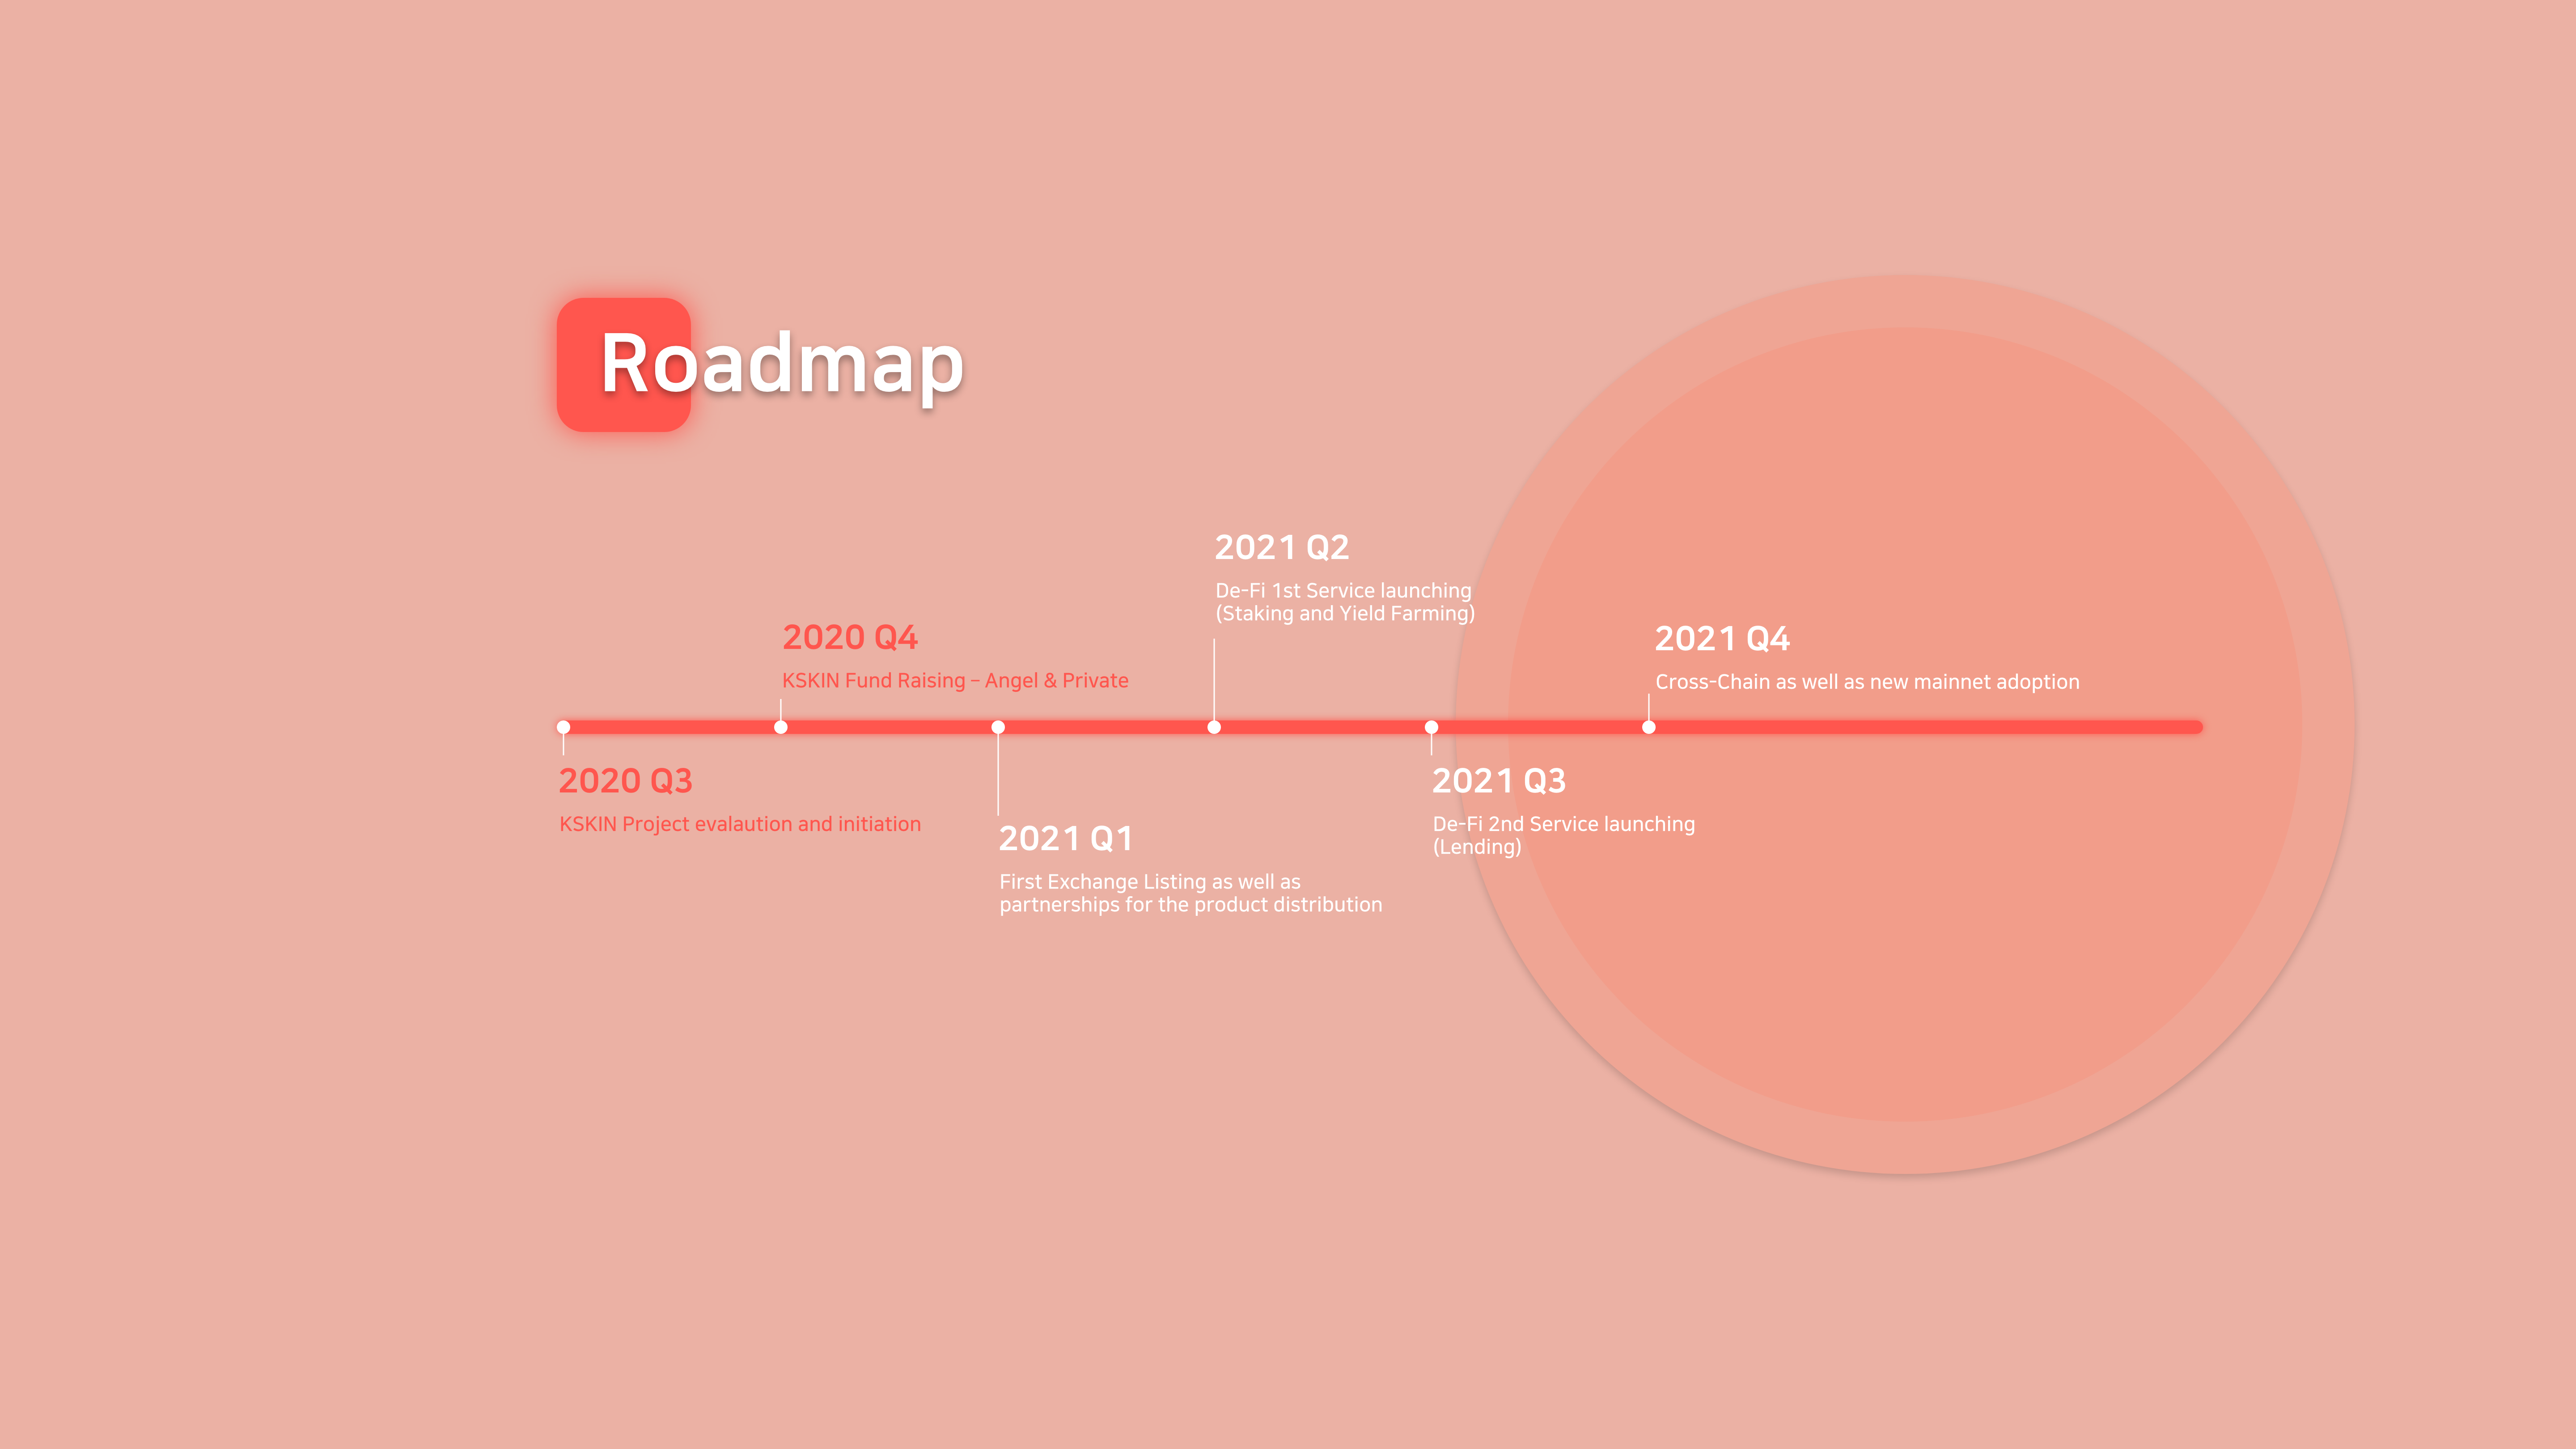 Roadmap
2020 Q3
KSKIN Project evalaution and initiation
2020 Q4
KSKIN Fund Raising – Angel & Private
2021 Q1
First Exchange Listing as well as
partnerships for the product distribution
2021 Q2
De-Fi 1st Service launching
(Staking and Yield Farming)
2021 Q3
De-Fi 2nd Service launching
(Lending)
2021 Q4
Cross-Chain as well as new mainnet adoption